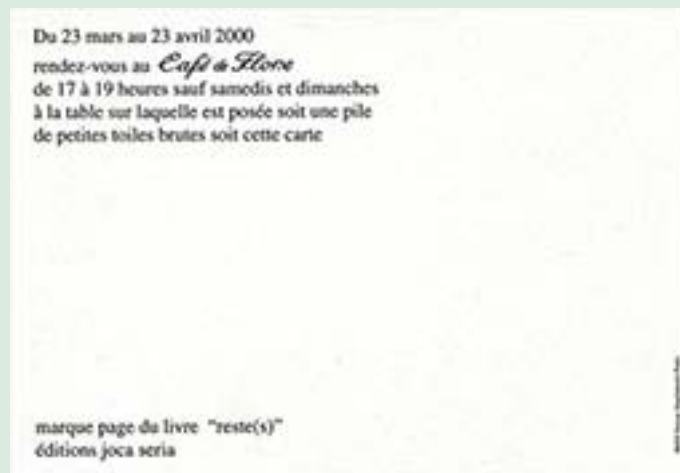 Du 23 mars au 23 avril 2000
rendez-vous au Café de Flore
de 17 à 19 heures sauf samedis et dimanches
à la table sur laquelle est posée soit une pile
de petites toiles brutes soit cette carte
marque page du livre "reste(s)"
éditions joca seria